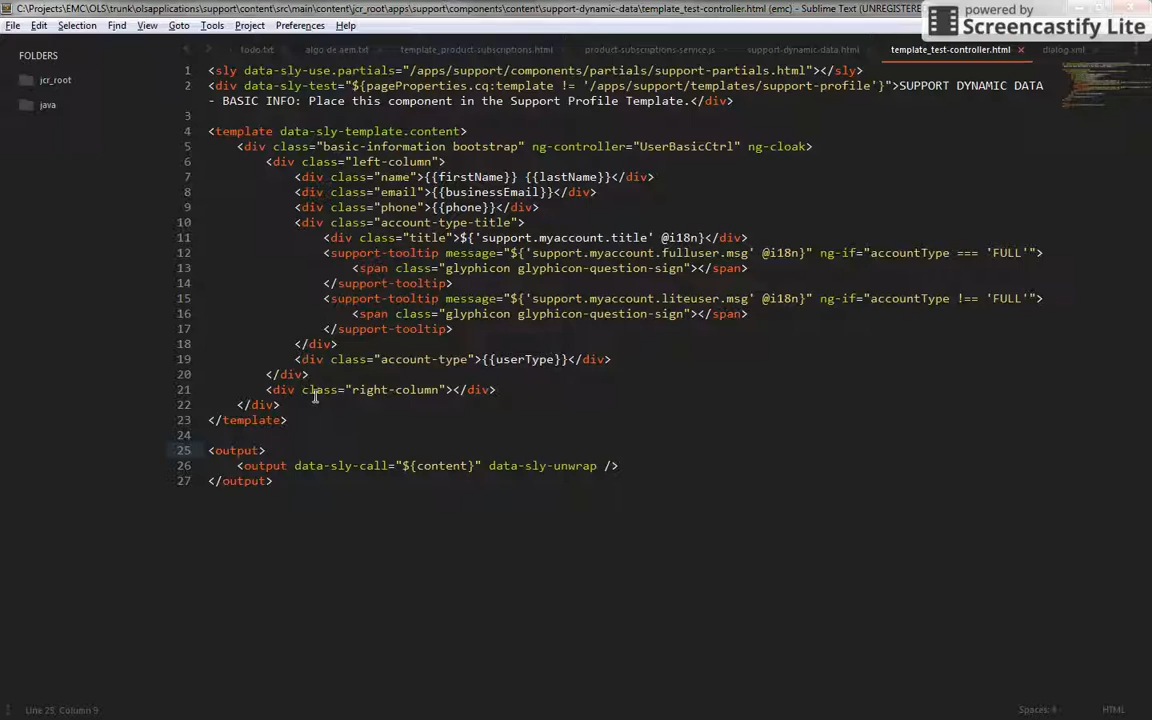 C:\Projects\EMC\OLS\trunk\olsapplications\support\content\src\main\content\jcr_root\apps\support\components\content\support-dynamic-data\template_test-controller.html (emc) - Sublime Text (UNREGISTERE
powered by
Screencastify Lite
File Edit Selection Find View Goto Tools Project Preferences Help
FOLDERS
jcr_root
java
todo.txt algo de aem.txt template_product-subscriptions.html product-subscriptions-service.js support-dynamic-data.html template_test-controller.html × dialog.xml
1 <sly data-sly-use.partials="/apps/support/components/partials/support-partials.html"></sly>
2 <div data-sly-test="${pageProperties.cq:template != '/apps/support/templates/support-profile'}">SUPPORT DYNAMIC DATA
- BASIC INFO: Place this component in the Support Profile Template.</div>
3
4 <template data-sly-template.content>
5 <div class="basic-information bootstrap" ng-controller="UserBasicCtrl" ng-cloak>
6 <div class="left-column">
7 <div class="name">{{firstName}} {{lastName}}</div>
8 <div class="email">{{businessEmail}}</div>
9 <div class="phone">{{phone}}</div>
10 <div class="account-type-title">
11 <div class="title">${'support.myaccount.title' @i18n}</div>
12 <support-tooltip message="${'support.myaccount.fulluser.msg' @i18n}" ng-if="accountType === 'FULL'">
13 <span class="glyphicon glyphicon-question-sign"></span>
14 </support-tooltip>
15 <support-tooltip message="${'support.myaccount.liteuser.msg' @i18n}" ng-if="accountType !== 'FULL'">
16 <span class="glyphicon glyphicon-question-sign"></span>
17 </support-tooltip>
18 </div>
19 <div class="account-type">{{userType}}</div>
20 </div>
21 <div class="right-column"></div>
22 </div>
23 </template>
24
25 <output>
26 <output data-sly-call="${content}" data-sly-unwrap />
27 </output>
Line 25, Column 9
Spaces: 4
HTML